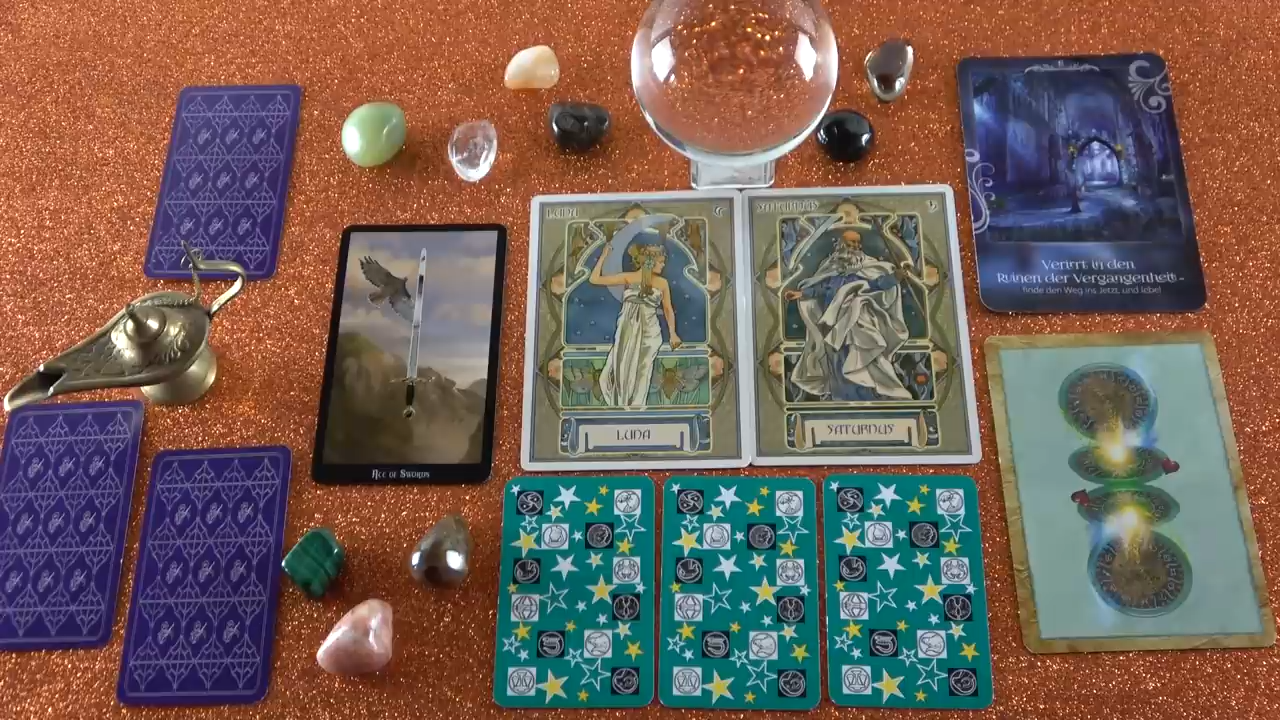 LUNA
SATURNUS
Verirrt in den
Ruinen der Vergangenheit -
finde den Weg ins Jetzt, und lebe!
ACE OF SWORDS
LUNA
SATURNUS